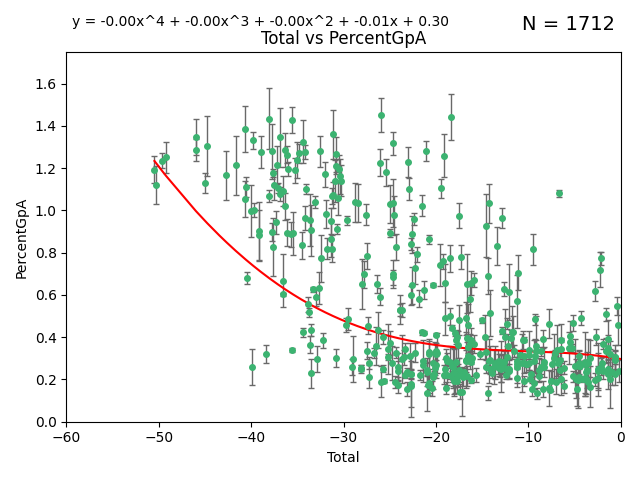 y = -0.00x^4 + -0.00x^3 + -0.00x^2 + -0.01x + 0.30
N = 1712
Total vs PercentGpA
PercentGpA
1.6
1.4
1.2
1.0
0.8
0.6
0.4
0.2
0.0
−60 −50 −40 −30 −20 −10 0
Total